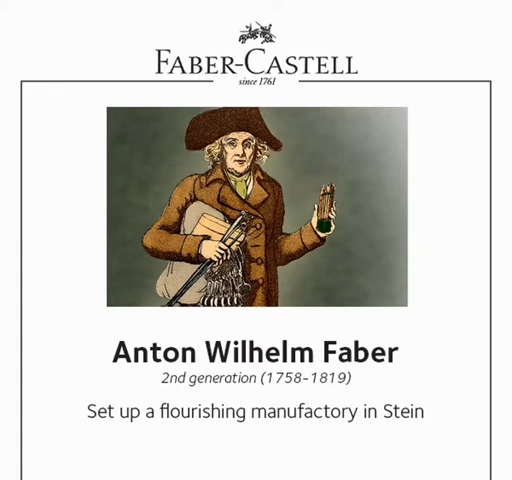 FABER-CASTELL
since 1761
Anton Wilhelm Faber
2nd generation (1758-1819)
Set up a flourishing manufactory in Stein